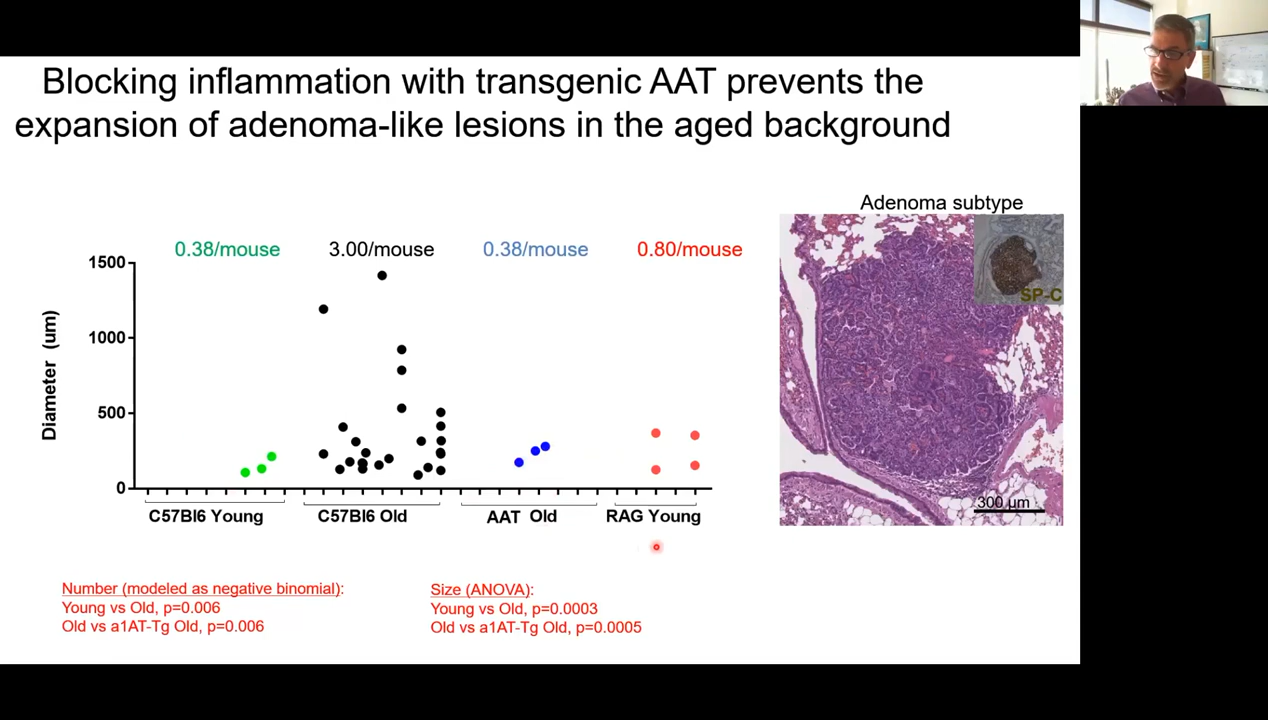 Blocking inflammation with transgenic AAT prevents the
expansion of adenoma-like lesions in the aged background
Adenoma subtype
0.38/mouse 3.00/mouse 0.38/mouse 0.80/mouse
1500
1000
500
0
Diameter (um)
C57Bl6 Young C57Bl6 Old AAT Old RAG Young
SP-C
300 µm
Number (modeled as negative binomial):
Young vs Old, p=0.006
Old vs a1AT-Tg Old, p=0.006
Size (ANOVA):
Young vs Old, p=0.0003
Old vs a1AT-Tg Old, p=0.0005